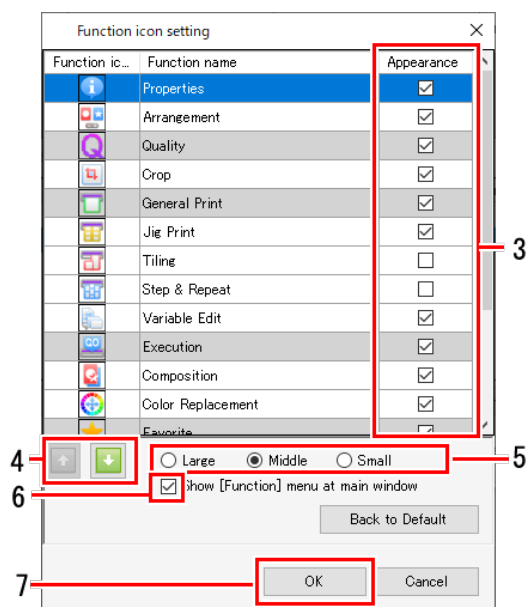 Function icon setting
Function ic... Function name Appearance
Properties
Arrangement
Quality
Crop
General Print
Jig Print
Tiling
Step & Repeat
Variable Edit
Execution
Composition
Color Replacement
Favorite
3
4
Large Middle Small
5
6
Show [Function] menu at main window
Back to Default
7
OK Cancel